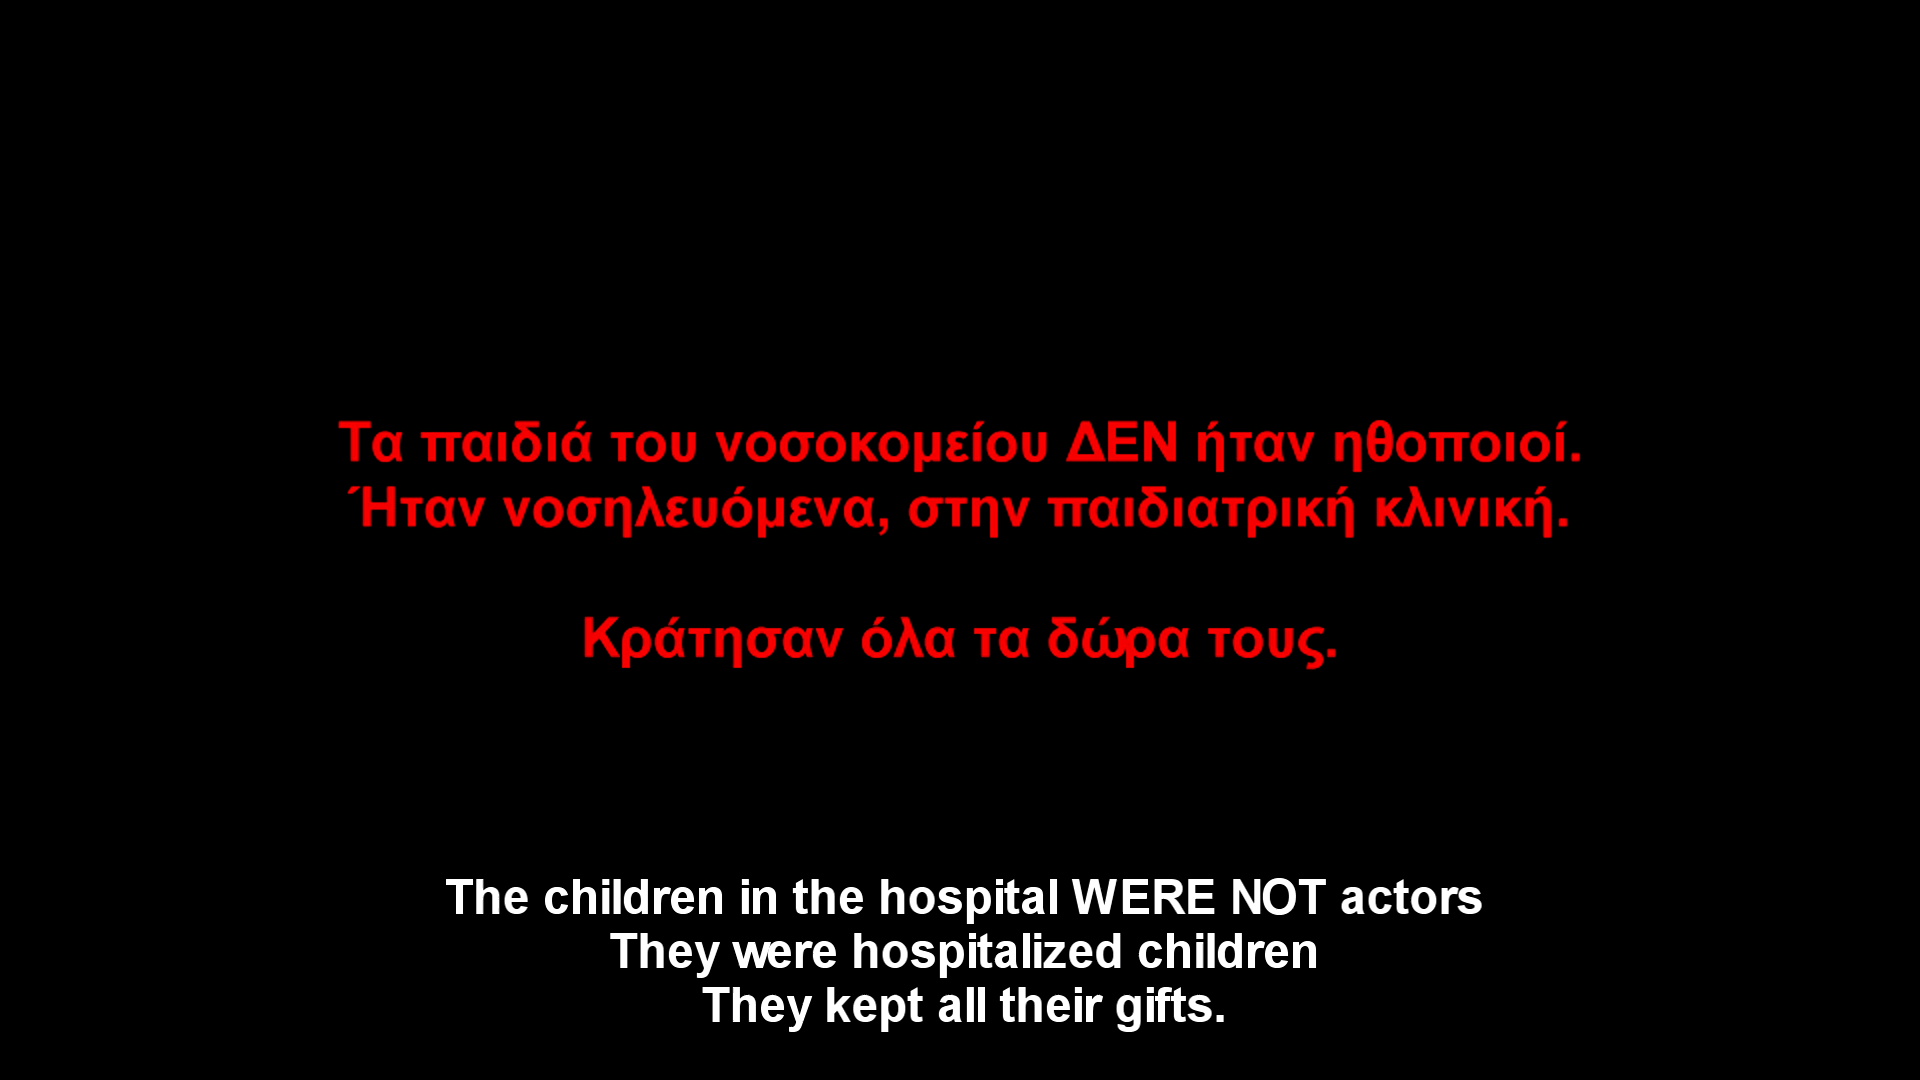 Τα παιδιά του νοσοκομείου ΔΕΝ ήταν ηθοποιοί.
Ήταν νοσηλευόμενα, στην παιδιατρική κλινική.
Κράτησαν όλα τα δώρα τους.
The children in the hospital WERE NOT actors
They were hospitalized children
They kept all their gifts.